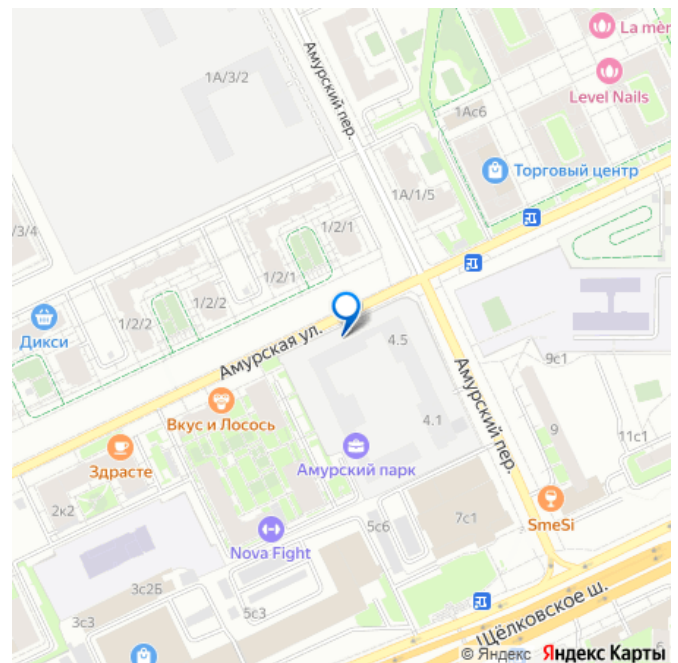 La mèr
Level Nails
1А/3/2
Амурский пер.
1Ас6
Торговый центр
1А/1/5
/3/4
1/2/1
1/2/1
1/2/2
1/2/2
Дикси
Амурская ул.
4.5
9с1
Вкус и Лосось
Амурский пер.
4.1
9
11с1
Здрасте
Амурский парк
2к2
SmeSi
7с1
5с6
Nova Fight
3с2Б
5с3
3с3
Щёлковское ш.
6
© Яндекс Яндекс Карты